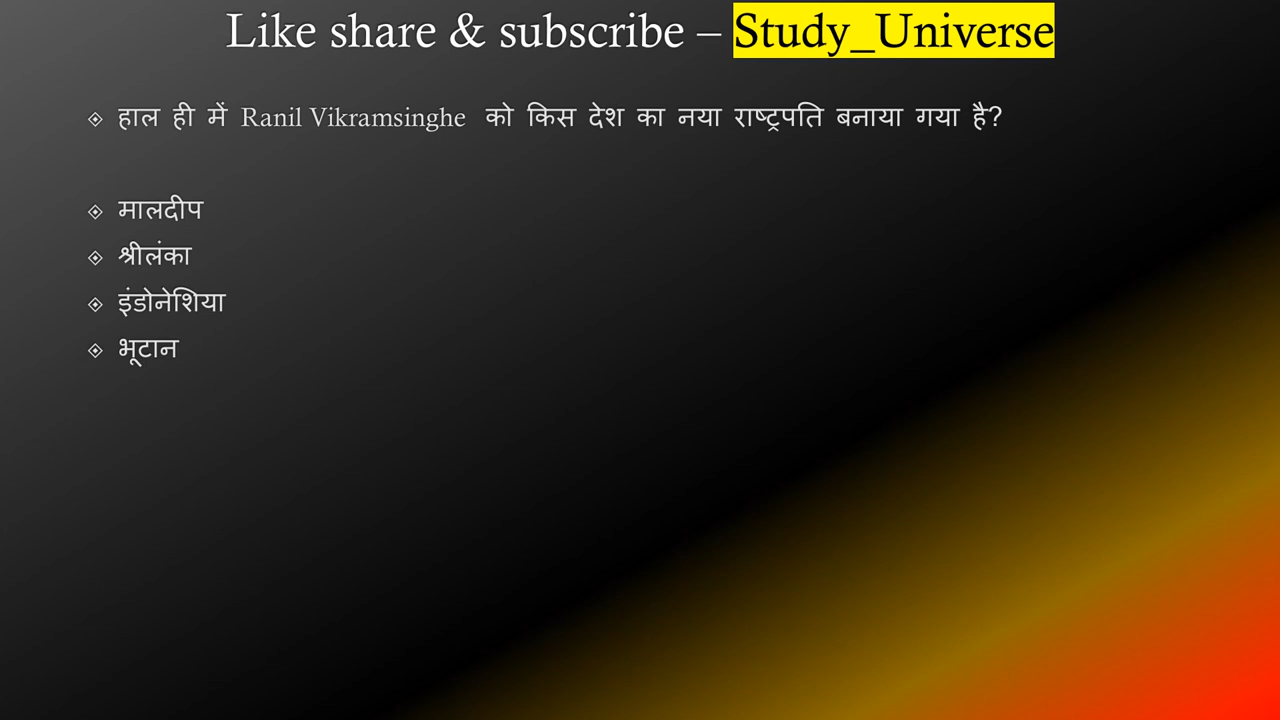 Like share & subscribe – Study_Universe
हाल ही में Ranil Vikramsinghe को किस देश का नया राष्ट्रपति बनाया गया है?
मालदीप
श्रीलंका
इंडोनेशिया
भूटान